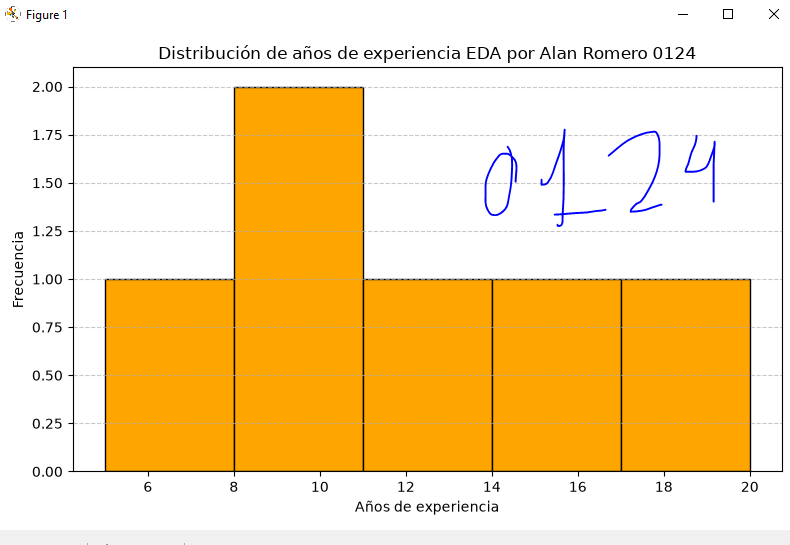 Figure 1
Distribución de años de experiencia EDA por Alan Romero 0124
2.00
1.75
0124
1.50
1.25
1.00
0.75
0.50
0.25
0.00
Frecuencia
6 8 10 12 14 16 18 20
Años de experiencia